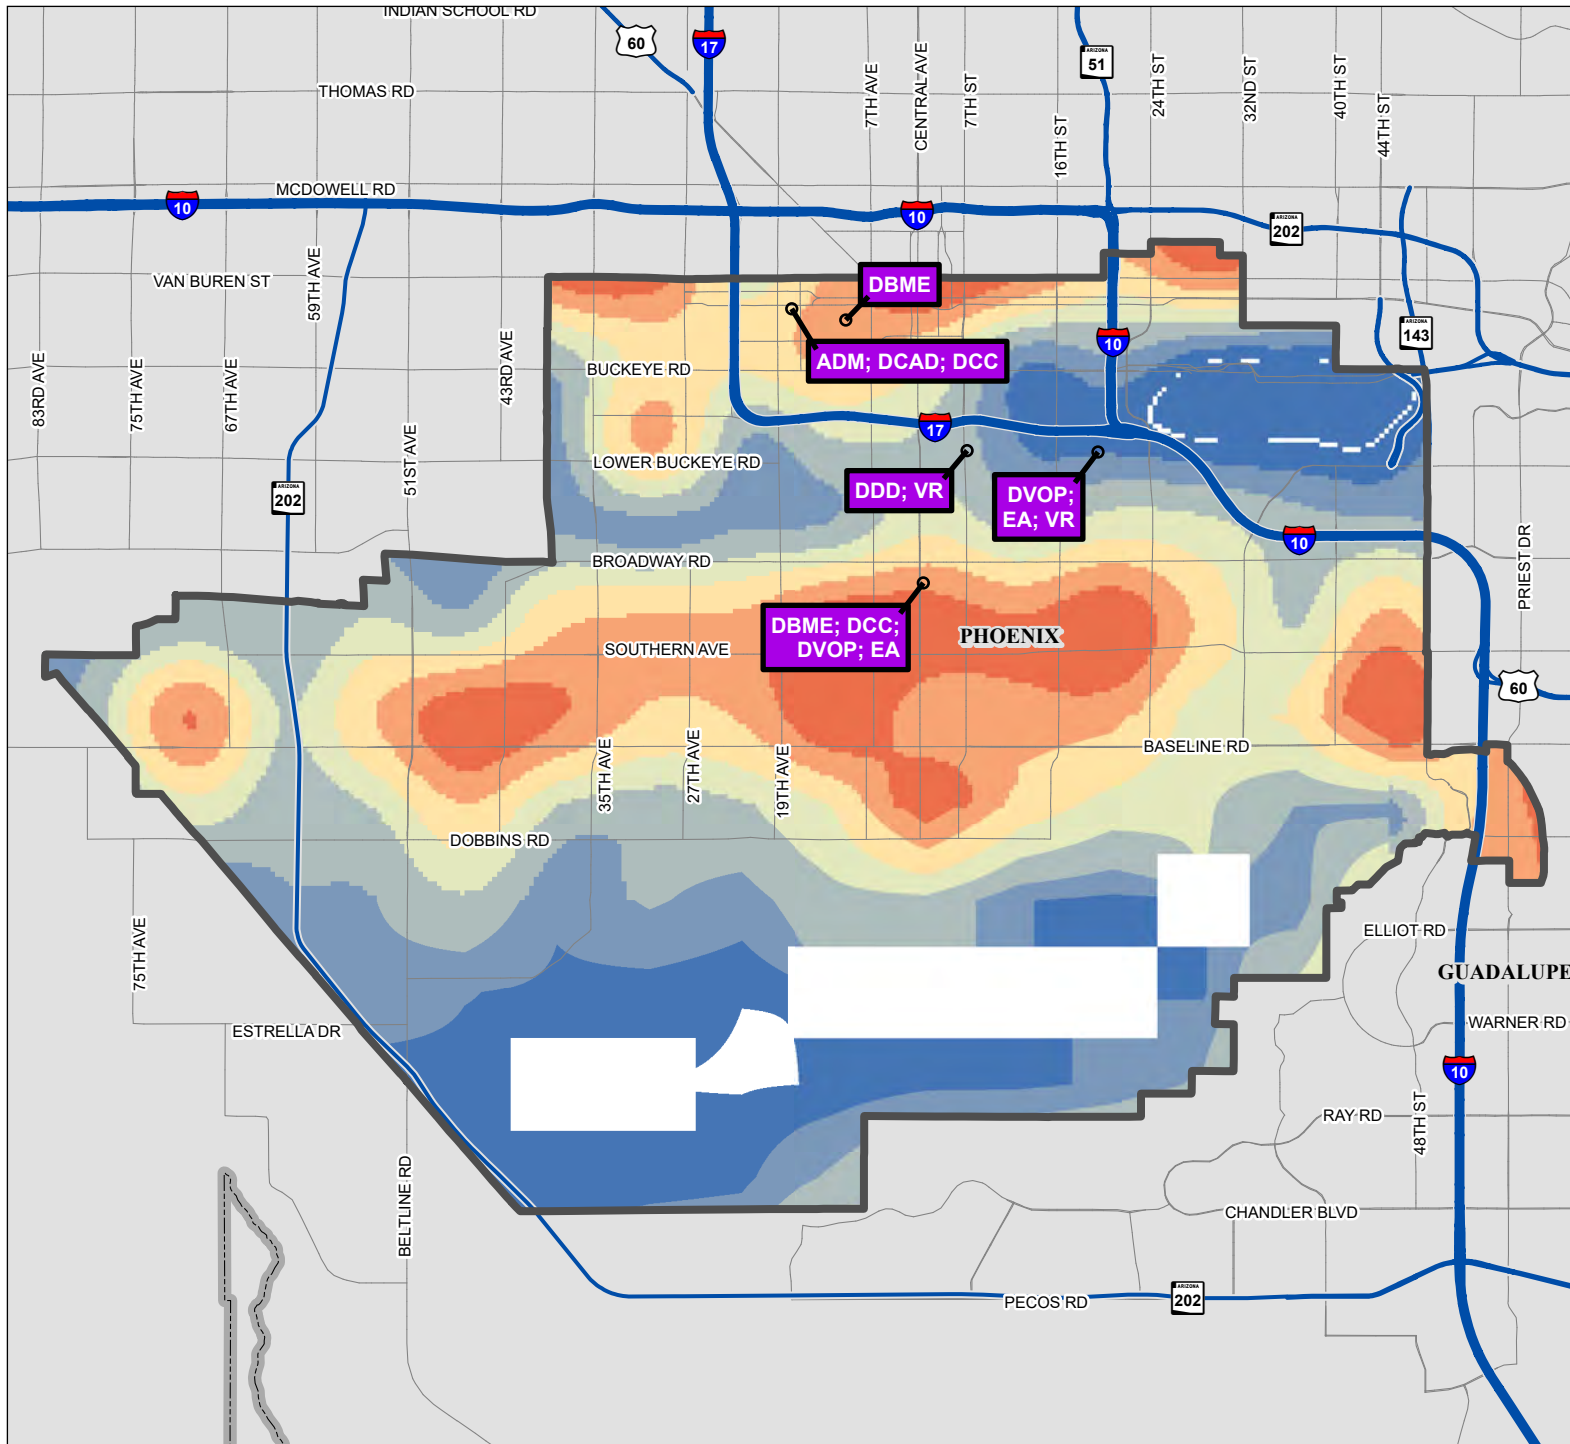 INDIAN SCHOOL RD
60
17
ARIZONA
51
THOMAS RD
7TH AVE
CENTRAL AVE
7TH ST
16TH ST
24TH ST
32ND ST
40TH ST
44TH ST
MCDOWELL RD
10
10
ARIZONA
202
VAN BUREN ST
59TH AVE
DBME
ARIZONA
143
10
83RD AVE
75TH AVE
67TH AVE
43RD AVE
BUCKEYE RD
ADM; DCAD; DCC
17
51ST AVE
LOWER BUCKEYE RD
ARIZONA
202
DDD; VR
DVOP;
EA; VR
10
BROADWAY RD
PRIEST DR
DBME; DCC;
DVOP; EA
PHOENIX
SOUTHERN AVE
60
35TH AVE
27TH AVE
19TH AVE
BASELINE RD
DOBBINS RD
75TH AVE
ELLIOT RD
GUADALUPE
ESTRELLA DR
WARNER RD
10
48TH ST
RAY RD
BELTLINE RD
CHANDLER BLVD
PECOS RD
ARIZONA
202